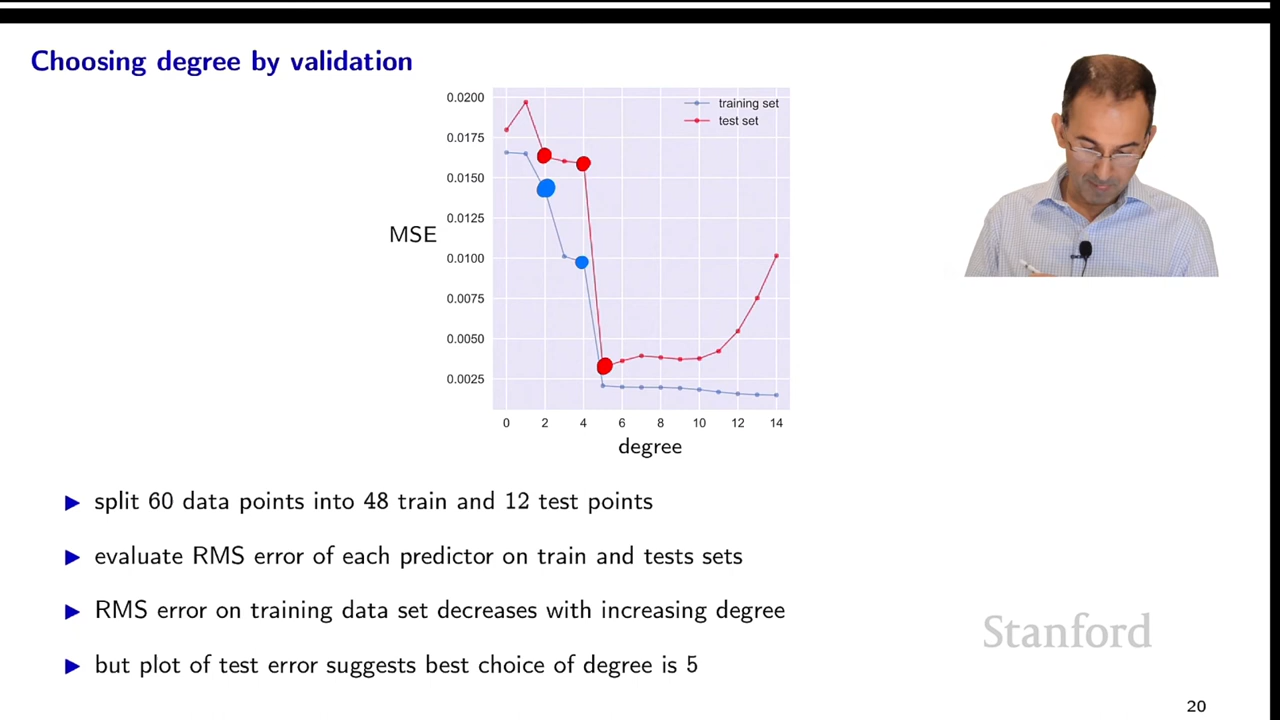 Choosing degree by validation
0.0200
0.0175
0.0150
0.0125
0.0100
0.0075
0.0050
0.0025
MSE
training set
test set
0 2 4 6 8 10 12 14
degree
▶ split 60 data points into 48 train and 12 test points
▶ evaluate RMS error of each predictor on train and tests sets
▶ RMS error on training data set decreases with increasing degree
▶ but plot of test error suggests best choice of degree is 5
Stanford
20